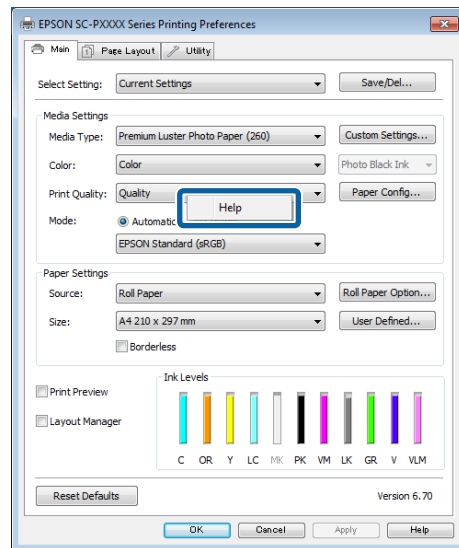 EPSON SC-PXXXX Series Printing Preferences
Main Page Layout Utility
Select Setting: Current Settings Save/Del...
Media Settings
Media Type: Premium Luster Photo Paper (260) Custom Settings...
Color: Color Photo Black Ink
Print Quality: Quality Paper Config...
Help
Mode: Automatic
EPSON Standard (sRGB)
Paper Settings
Source: Roll Paper Roll Paper Option...
Size: A4 210 x 297 mm User Defined...
Borderless
Ink Levels
Print Preview
Layout Manager
C OR Y LC MK PK VM LK GR V VLM
Reset Defaults Version 6.70
OK Cancel Apply Help